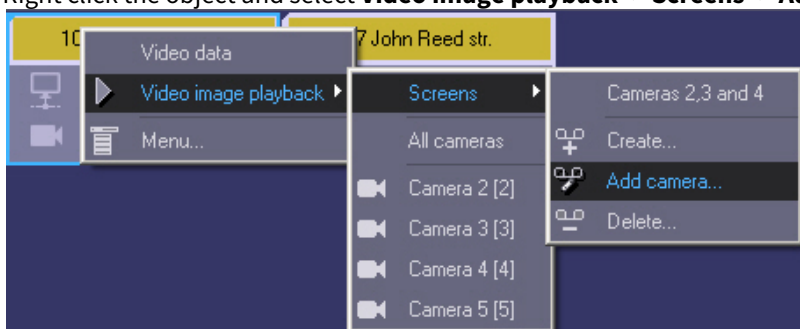 Right click the object and select Video image playback Screens
10 7 John Reed str.
Video data
Video image playback
Menu...
Screens
All cameras
Camera 2 [2]
Camera 3 [3]
Camera 4 [4]
Camera 5 [5]
Cameras 2,3 and 4
Create...
Add camera...
Delete...